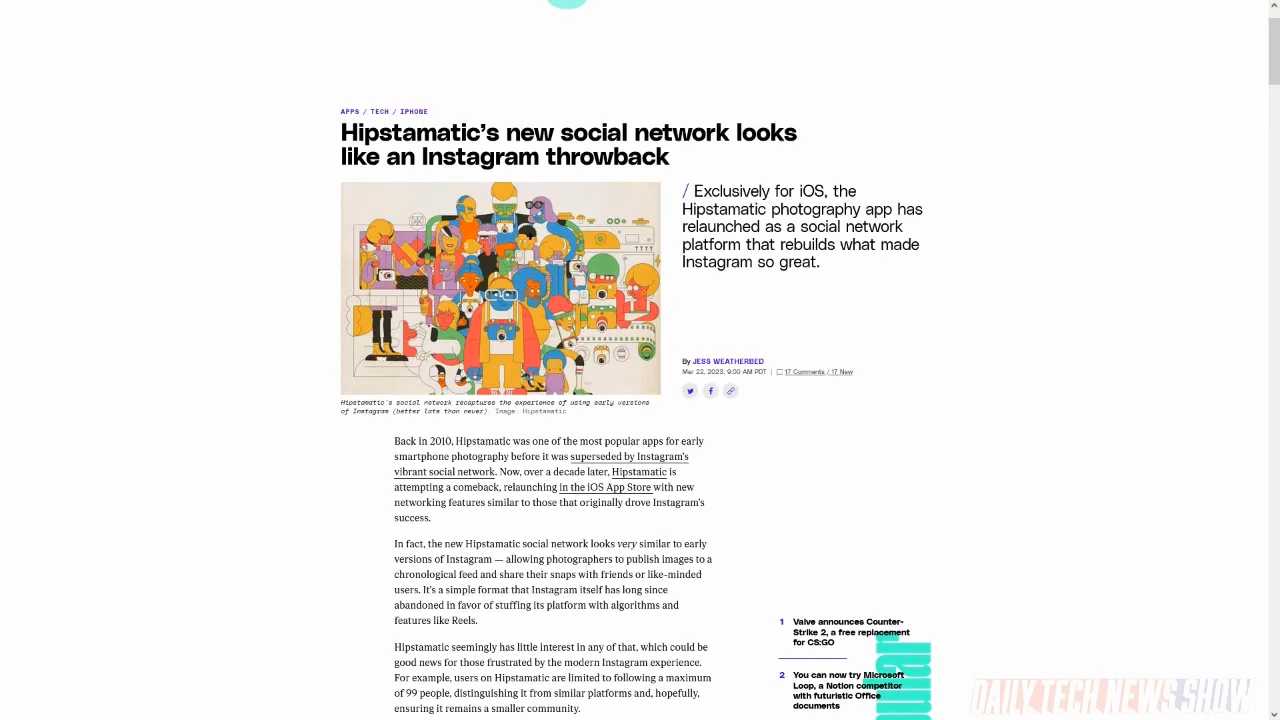 APPS / TECH / IPHONE
Hipstamatic's new social network looks
like an Instagram throwback
/ Exclusively for iOS, the
Hipstamatic photography app has
relaunched as a social network
platform that rebuilds what made
Instagram so great.
By JESS WEATHERBED
Mar 22, 2023, 9:00 AM PDT | 17 Comments / 17 New
Hipstamatic's social network recaptures the experience of using early versions
of Instagram (better late than never). Image: Hipstamatic
Back in 2010, Hipstamatic was one of the most popular apps for early
smartphone photography before it was superseded by Instagram's
vibrant social network. Now, over a decade later, Hipstamatic is
attempting a comeback, relaunching in the iOS App Store with new
networking features similar to those that originally drove Instagram's
success.
In fact, the new Hipstamatic social network looks very similar to early
versions of Instagram — allowing photographers to publish images to a
chronological feed and share their snaps with friends or like-minded
users. It's a simple format that Instagram itself has long since
abandoned in favor of stuffing its platform with algorithms and
features like Reels.
Hipstamatic seemingly has little interest in any of that, which could be
good news for those frustrated by the modern Instagram experience.
For example, users on Hipstamatic are limited to following a maximum
of 99 people, distinguishing it from similar platforms and, hopefully,
ensuring it remains a smaller community.
1 Valve announces Counter-
Strike 2, a free replacement
for CS:GO
2 You can now try Microsoft
Loop, a Notion competitor
with futuristic Office
documents
DAILY TECH NEWS SHOW